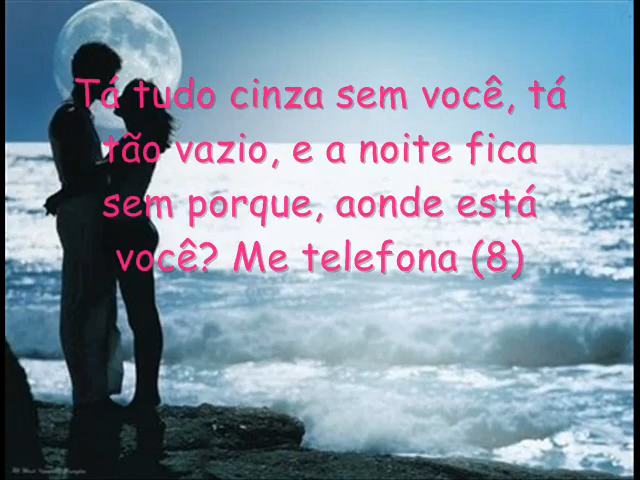 Tá tudo cinza sem você, tá
tão vazio, e a noite fica
sem porque, aonde está
você? Me telefona (8)